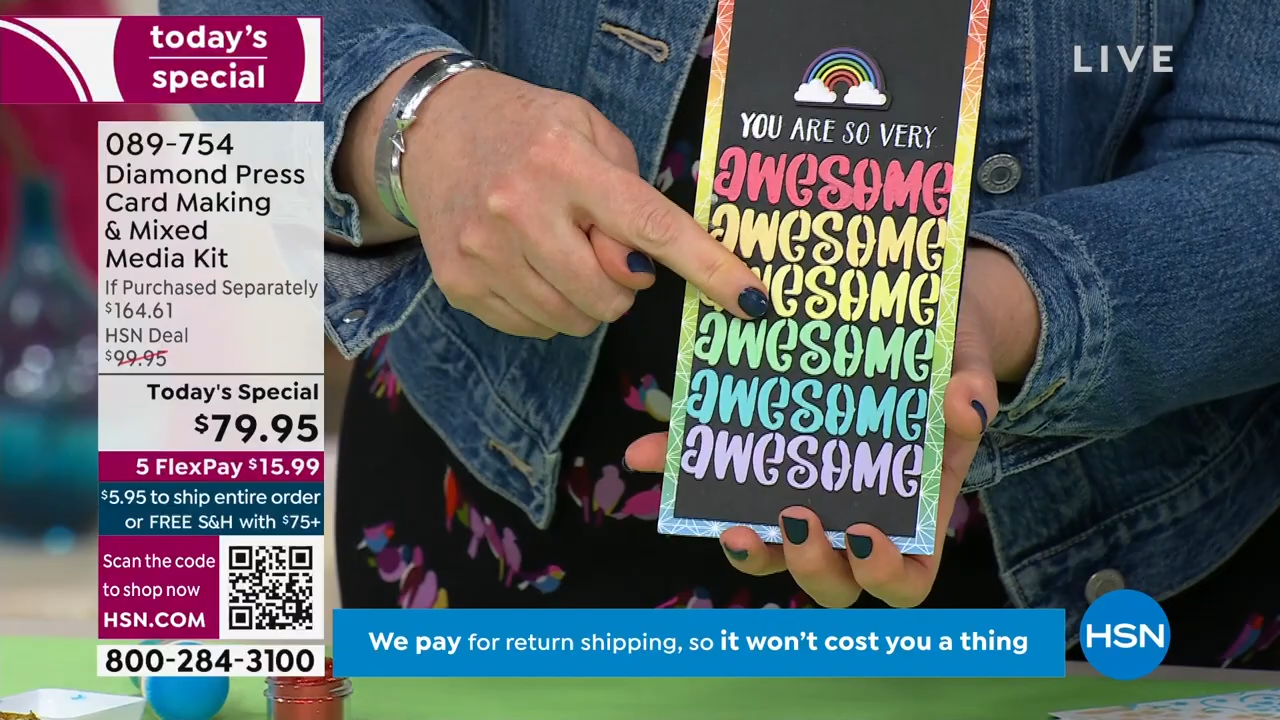 today's
special
089-754
Diamond Press
Card Making
& Mixed
Media Kit
If Purchased Separately
$164.61
HSN Deal
$99.95
Today's Special
$79.95
5 FlexPay $15.99
$5.95 to ship entire order
or FREE S&H with $75+
Scan the code
to shop now
HSN.COM
800-284-3100
LIVE
YOU ARE SO VERY
awesome
awesome
awesome
awesome
awesome
awesome
We pay for return shipping, so it won't cost you a thing
HSN